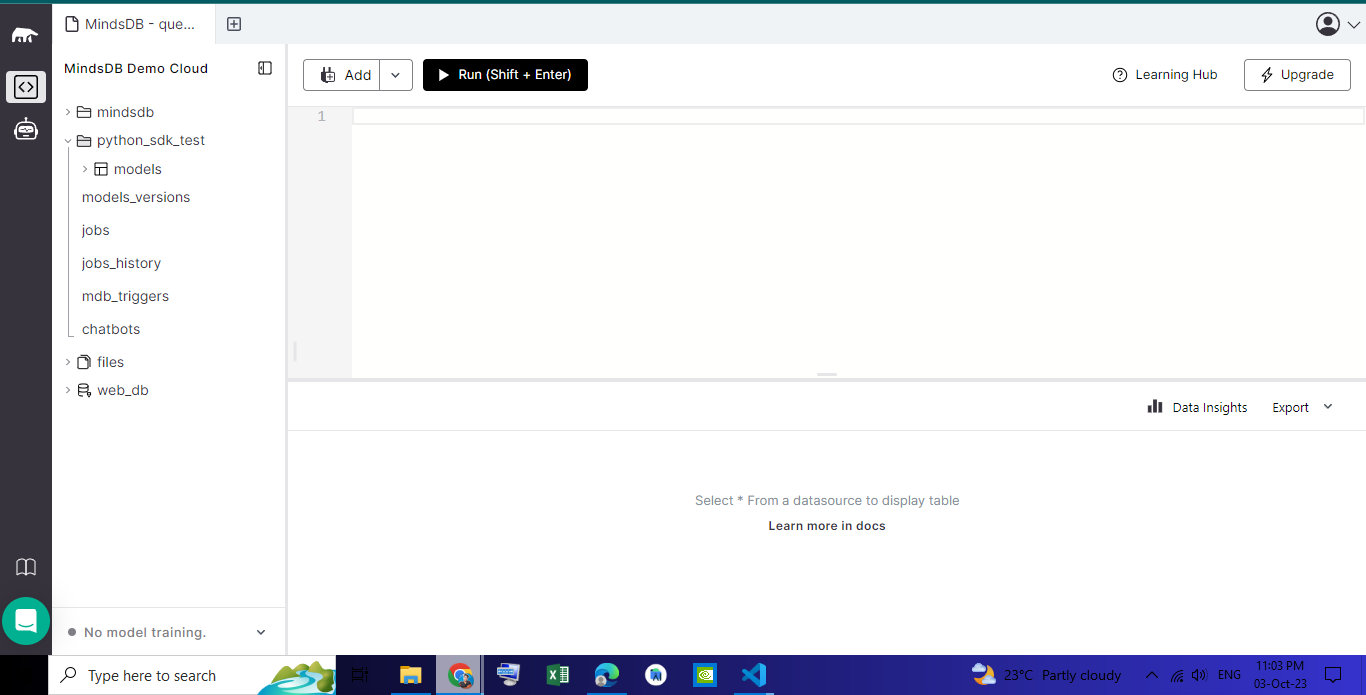 MindsDB - que...
MindsDB Demo Cloud
Add
Run (Shift + Enter)
Learning Hub
Upgrade
mindsdb
python_sdk_test
models
models_versions
jobs
jobs_history
mdb_triggers
chatbots
files
web_db
1
Data Insights
Export
Select * From a datasource to display table
Learn more in docs
No model training.
Type here to search
23°C Partly cloudy
ENG
11:03 PM
03-Oct-23